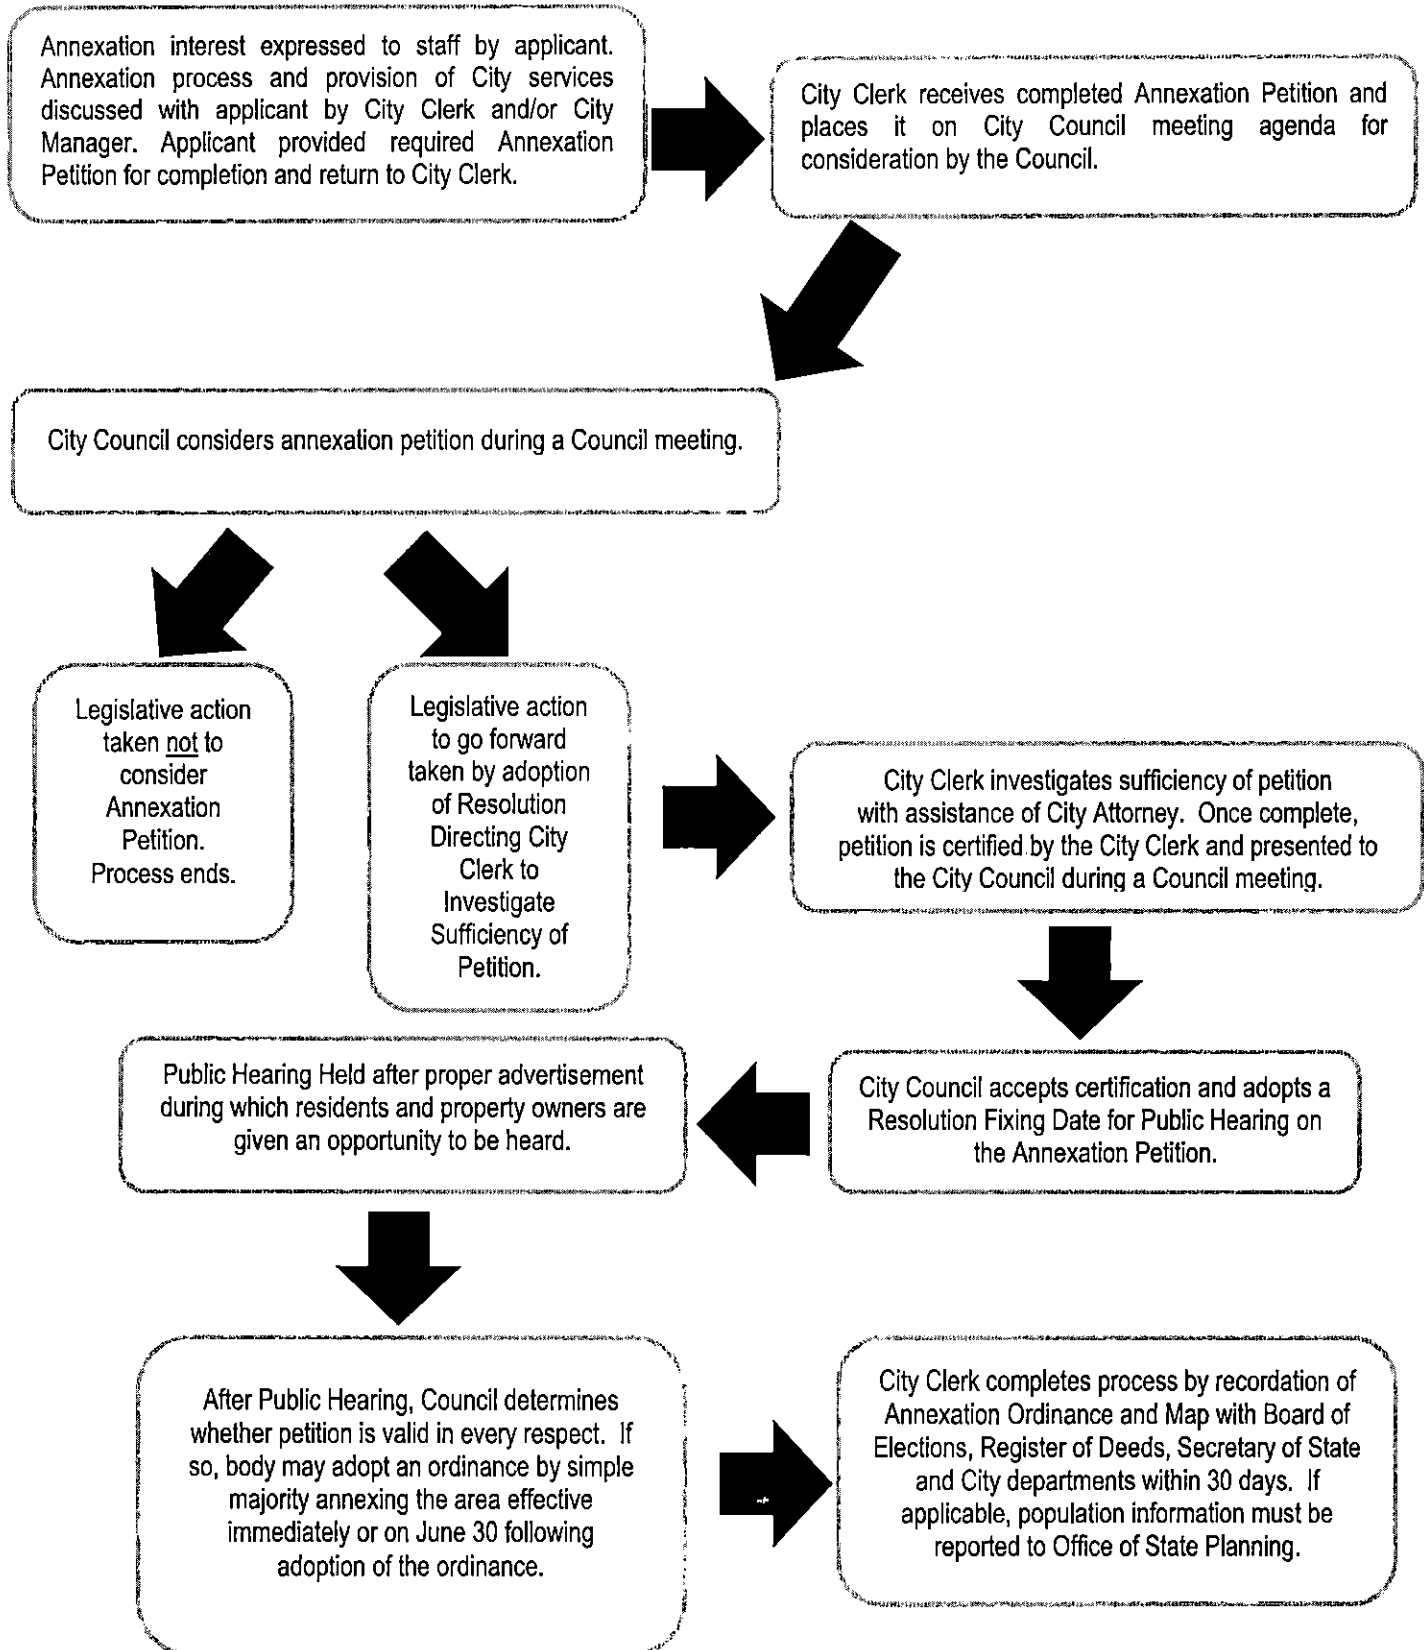 Annexation interest expressed to staff by applicant.
Annexation process and provision of City services
discussed with applicant by City Clerk and/or City
Manager. Applicant provided required Annexation
Petition for completion and return to City Clerk.
City Clerk receives completed Annexation Petition and
places it on City Council meeting agenda for
consideration by the Council.
City Council considers annexation petition during a Council meeting.
Legislative action
taken not to
consider
Annexation
Petition.
Process ends.
Legislative action
to go forward
taken by adoption
of Resolution
Directing City
Clerk to
Investigate
Sufficiency of
Petition.
City Clerk investigates sufficiency of petition
with assistance of City Attorney. Once complete,
petition is certified by the City Clerk and presented to
the City Council during a Council meeting.
City Council accepts certification and adopts a
Resolution Fixing Date for Public Hearing on
the Annexation Petition.
Public Hearing Held after proper advertisement
during which residents and property owners are
given an opportunity to be heard.
After Public Hearing, Council determines
whether petition is valid in every respect. If
so, body may adopt an ordinance by simple
majority annexing the area effective
immediately or on June 30 following
adoption of the ordinance.
City Clerk completes process by recordation of
Annexation Ordinance and Map with Board of
Elections, Register of Deeds, Secretary of State
and City departments within 30 days. If
applicable, population information must be
reported to Office of State Planning.